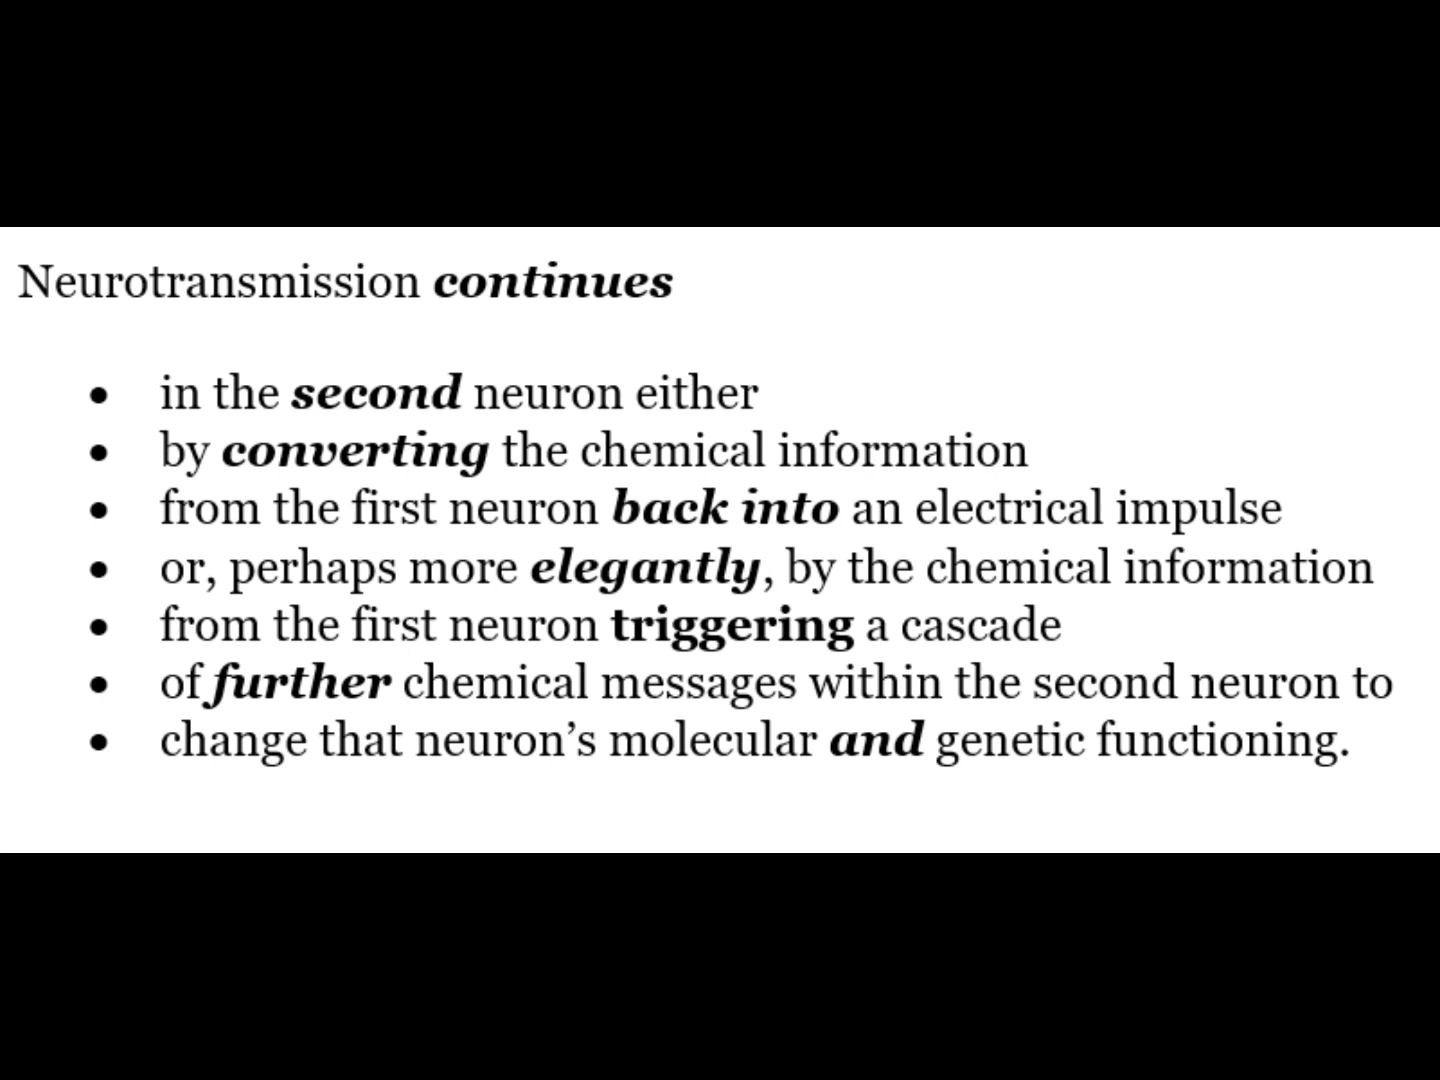 Neurotransmission continues
• in the second neuron either
• by converting the chemical information
• from the first neuron back into an electrical impulse
• or, perhaps more elegantly, by the chemical information
• from the first neuron triggering a cascade
• of further chemical messages within the second neuron to
• change that neuron’s molecular and genetic functioning.